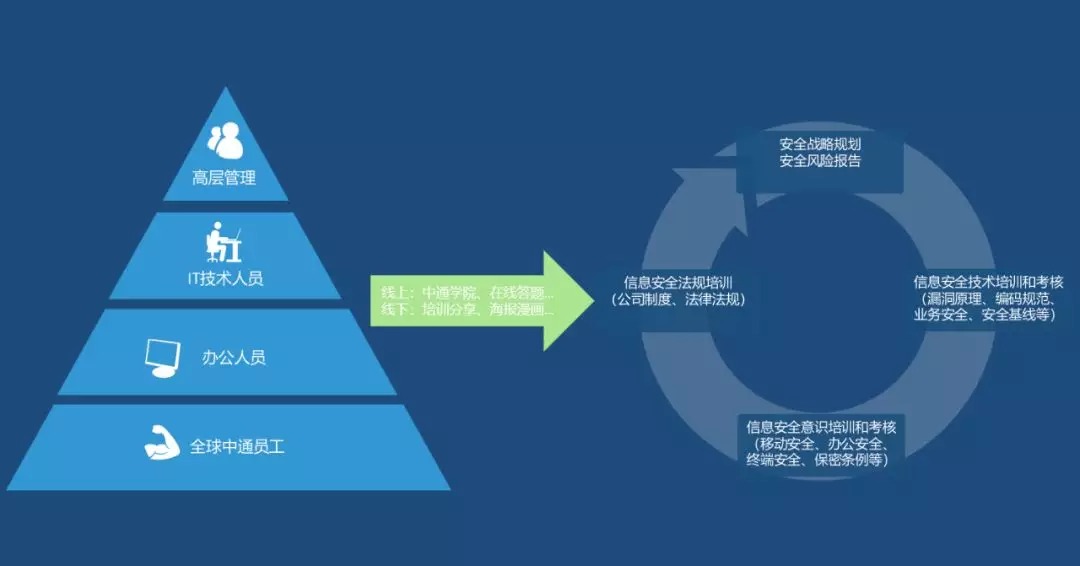 高层管理
IT技术人员
办公人员
全球中通员工
线上：中通学院、在线答题...
线下：培训分享、海报漫画...
安全战略规划
安全风险报告
信息安全法规培训
（公司制度、法律法规）
信息安全技术培训和考核
（漏洞原理、编码规范、
业务安全、安全基线等）
信息安全意识培训和考核
（移动安全、办公安全、
终端安全、保密条例等）